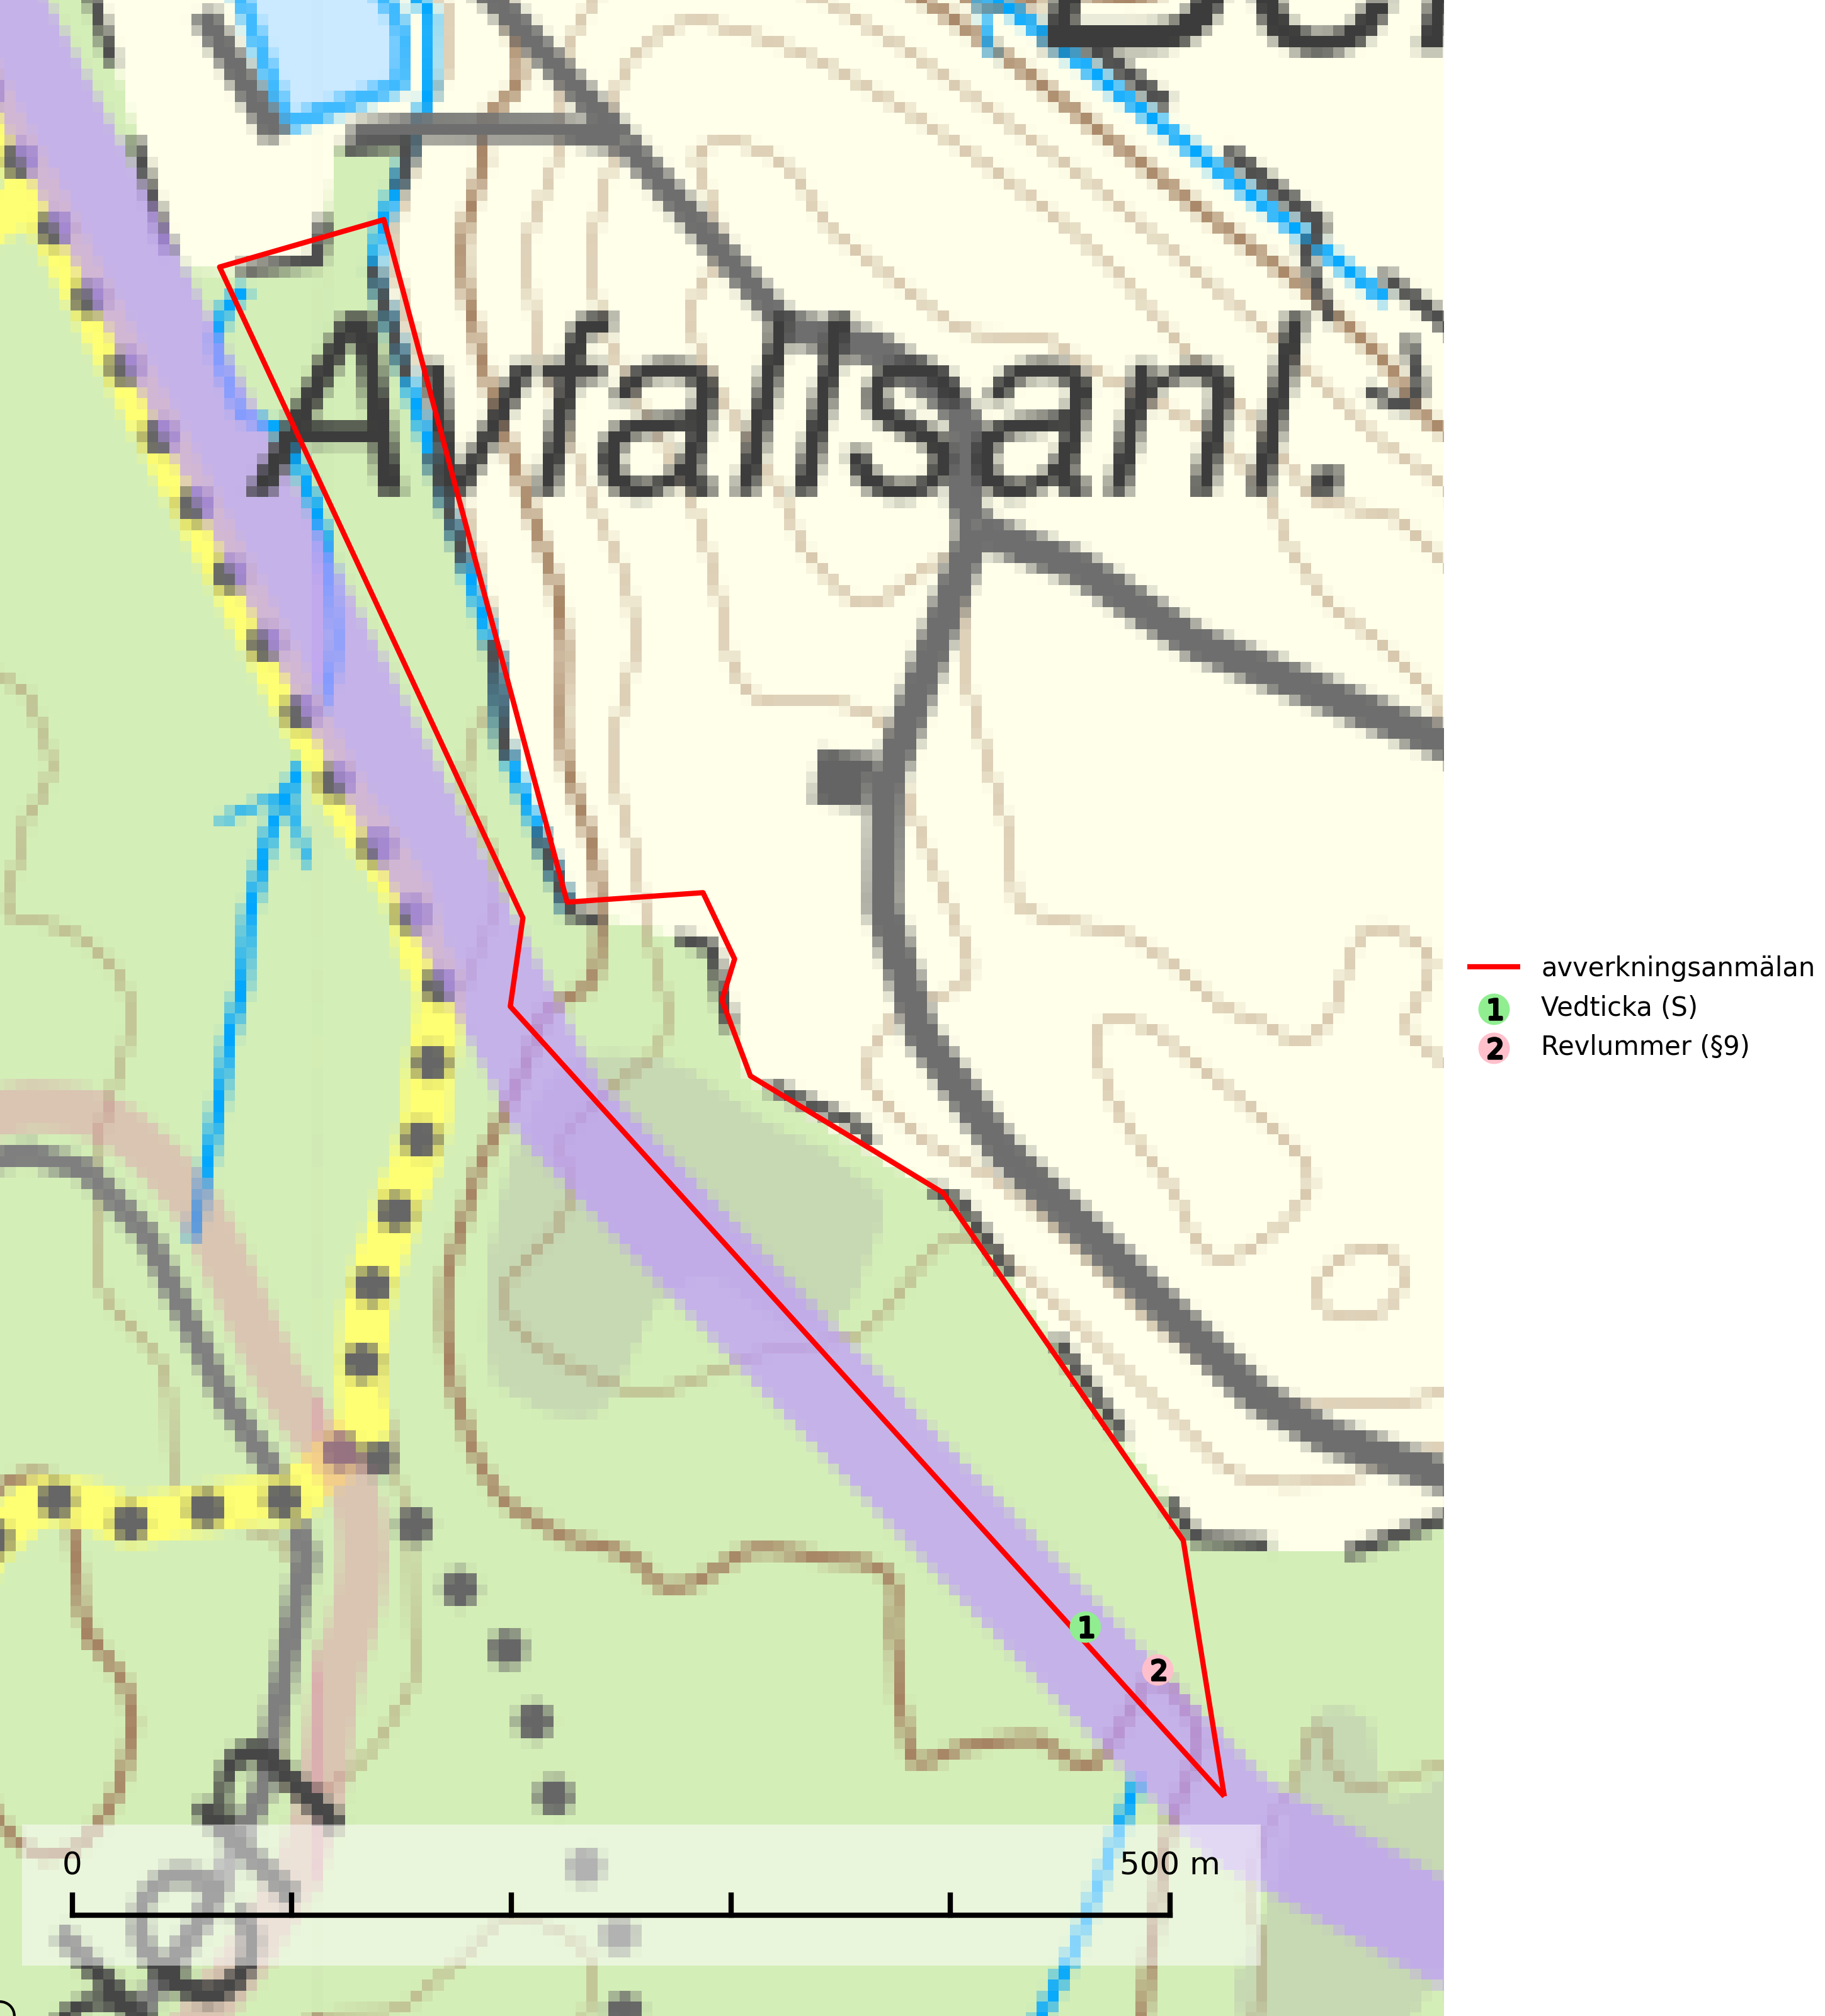 Avfallsanl.
avverkningsanmälan
1 Vedticka (S)
2 Revlummer (§9)
1
2
0
500 m